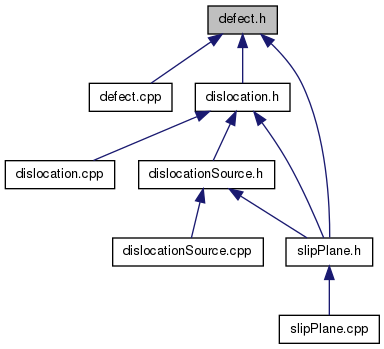 defect.h
defect.cpp
dislocation.h
dislocation.cpp
dislocationSource.h
dislocationSource.cpp
slipPlane.h
slipPlane.cpp